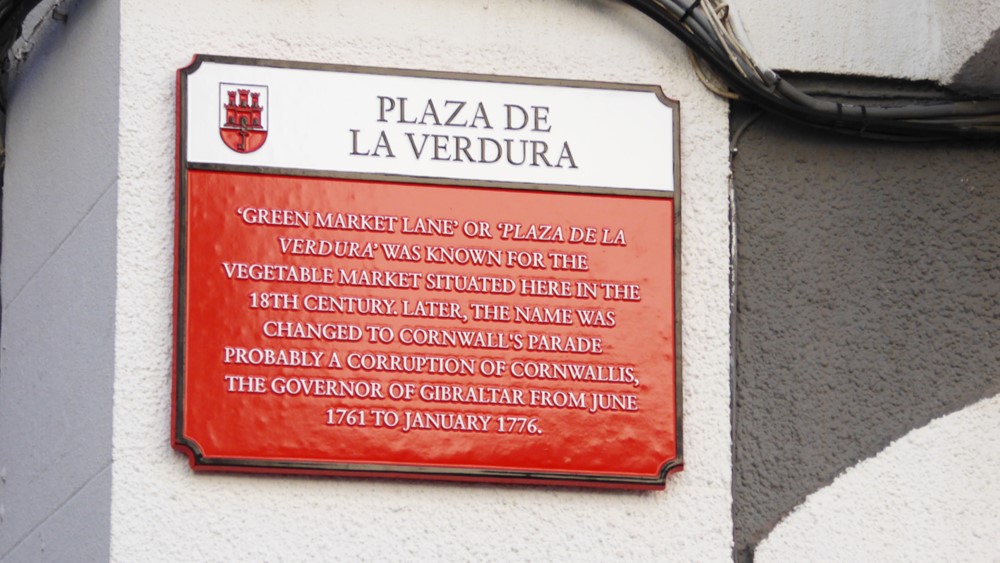 PLAZA DE
LA VERDURA
‘GREEN MARKET LANE’ OR ‘PLAZA DE LA
VERDURA’ WAS KNOWN FOR THE
VEGETABLE MARKET SITUATED HERE IN THE
18TH CENTURY. LATER, THE NAME WAS
CHANGED TO CORNWALL'S PARADE
PROBABLY A CORRUPTION OF CORNWALLIS,
THE GOVERNOR OF GIBRALTAR FROM JUNE
1761 TO JANUARY 1776.